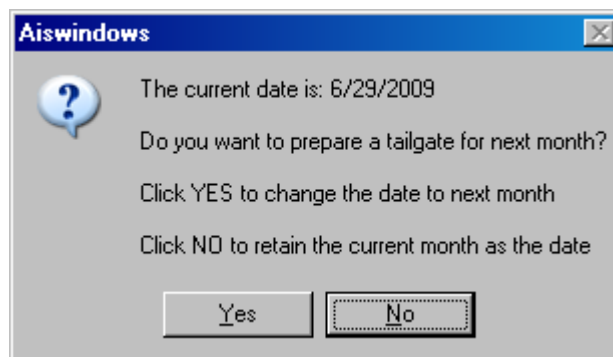 Aiswindows
The current date is: 6/29/2009
Do you want to prepare a tailgate for next month?
Click YES to change the date to next month
Click NO to retain the current month as the date
Yes No